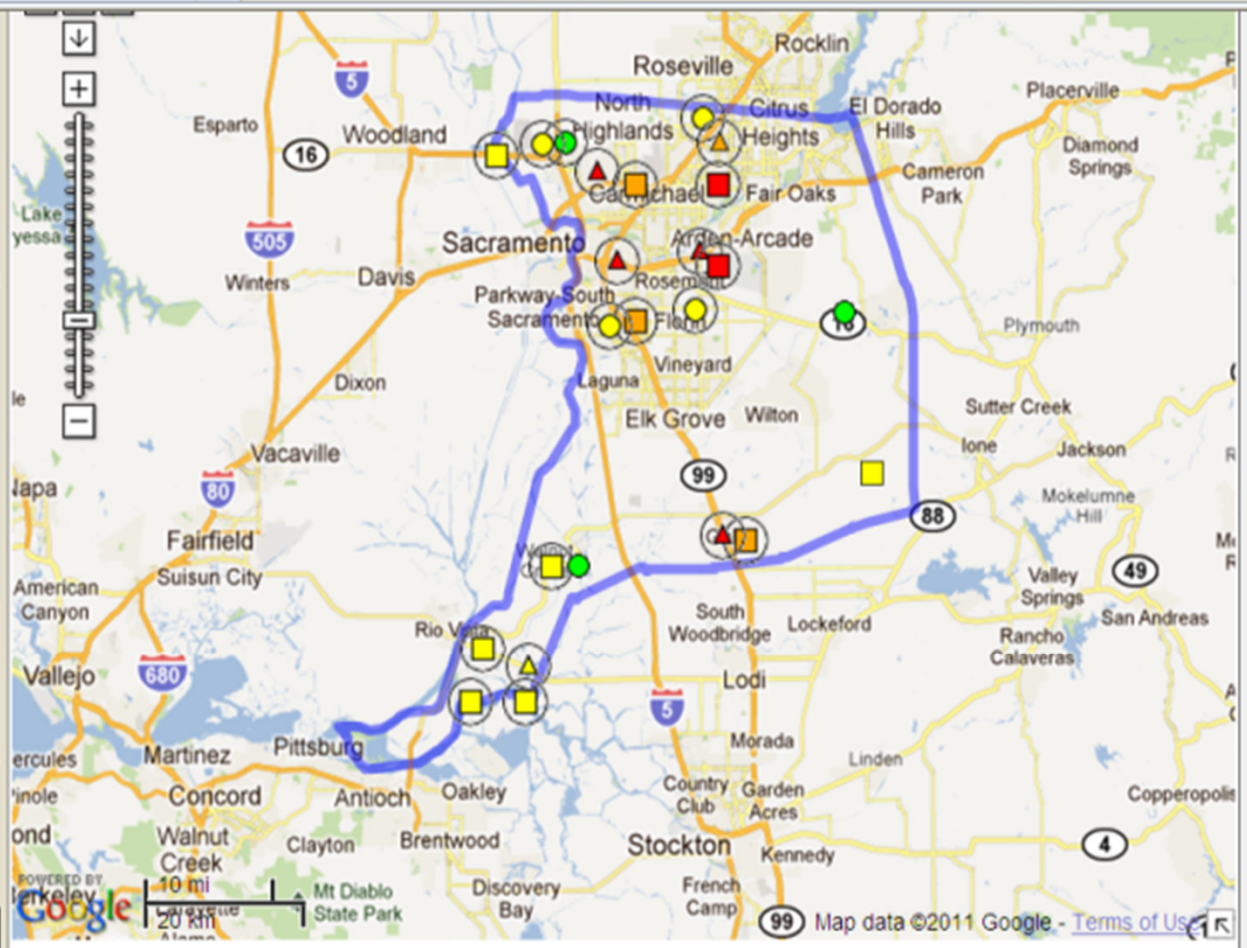 Rocklin
Roseville
5
Placerville
North
Highlands
Citrus
Heights
El Dorado
Hills
Esparto
Woodland
16
Diamond
Springs
Cameron
Park
Fair Oaks
Lake
yessa
505
Sacramento
Arden-Arcade
Winters
Davis
Rosemont
Parkway-South
Sacramento
Florin
16
Plymouth
Vineyard
Dixon
Laguna
le
Elk Grove
Wilton
Sutter Creek
Ione
Jackson
Vacaville
99
80
Napa
Mokelumne
Hill
88
Fairfield
Suisun City
49
American
Canyon
Valley
Springs
San Andreas
South
Woodbridge
Lockeford
Rio Vista
Rancho
Calaveras
Vallejo
680
Lodi
5
Pittsburg
Martinez
Morada
Linden
ercules
Pinole
Concord
Antioch
Oakley
Country
Club
Garden
Acres
Copperopolis
ond
Walnut
Creek
Clayton
Brentwood
Stockton
Kennedy
4
POWERED BY
Google
10 mi
20 km
Mt Diablo
State Park
Discovery
Bay
French
Camp
99
Map data ©2011 Google - Terms of Use